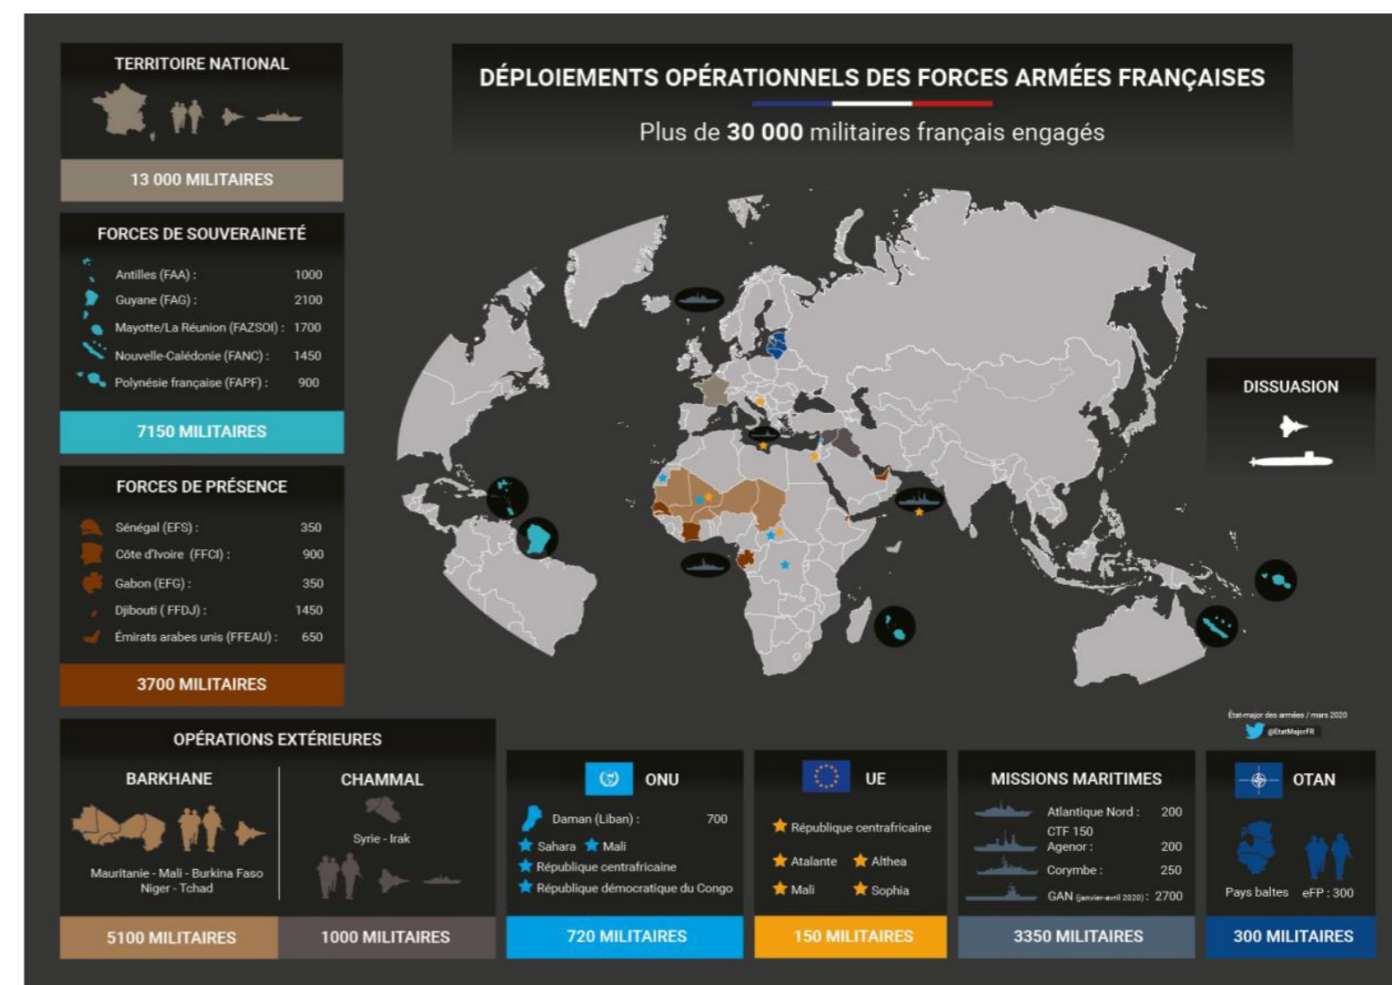 DÉPLOIEMENTS OPÉRATIONNELS DES FORCES ARMÉES FRANÇAISES
Plus de 30 000 militaires français engagés
TERRITOIRE NATIONAL
13 000 MILITAIRES
FORCES DE SOUVERAINETÉ
Antilles (FAA) : 1000
Guyane (FAG) : 2100
Mayotte/La Réunion (FAZSOI) : 1700
Nouvelle-Calédonie (FANC) : 1450
Polynésie française (FAPF) : 900
7150 MILITAIRES
FORCES DE PRÉSENCE
Sénégal (EFS) : 350
Côte d'Ivoire (FFCI) : 900
Gabon (EFG) : 350
Djibouti ( FFDJ) : 1450
Émirats arabes unis (FFEAU) : 650
3700 MILITAIRES
DISSUASION
État-major des armées / mars 2020
@EtatMajorFR
OPÉRATIONS EXTÉRIEURES
BARKHANE
Mauritanie - Mali - Burkina Faso
Niger - Tchad
5100 MILITAIRES
CHAMMAL
Syrie - Irak
1000 MILITAIRES
ONU
Daman (Liban) : 700
Sahara Mali
République centrafricaine
République démocratique du Congo
720 MILITAIRES
UE
République centrafricaine
Atalante Althea
Mali Sophia
150 MILITAIRES
MISSIONS MARITIMES
Atlantique Nord : 200
CTF 150
Agenor : 200
Corymbe : 250
GAN (janvier-avril 2020) : 2700
3350 MILITAIRES
OTAN
Pays baltes eFP : 300
300 MILITAIRES